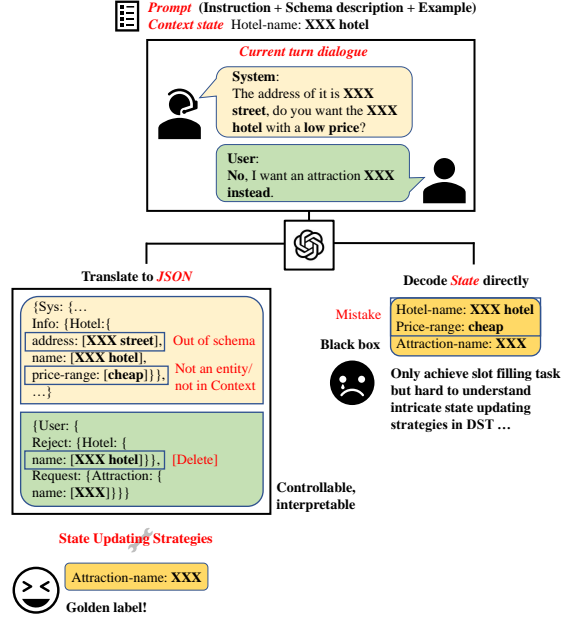 Prompt (Instruction + Schema description + Example)
Context state Hotel-name: XXX hotel
Current turn dialogue
System:
The address of it is XXX
street, do you want the XXX
hotel with a low price?
User:
No, I want an attraction XXX
instead.
Translate to JSON
{Sys: {…
Info: {Hotel:{
address: [XXX street], Out of schema
name: [XXX hotel], Not an entity/
price-range: [cheap]}}, not in Context
…}
{User: {
Reject: {Hotel: {
name: [XXX hotel]}}, [Delete]
Request: {Attraction: {
name: [XXX]}}}}
Controllable,
interpretable
State Updating Strategies
Attraction-name: XXX
Golden label!
Decode State directly
Mistake
Hotel-name: XXX hotel
Price-range: cheap
Black box
Attraction-name: XXX
Only achieve slot filling task
but hard to understand
intricate state updating
strategies in DST …